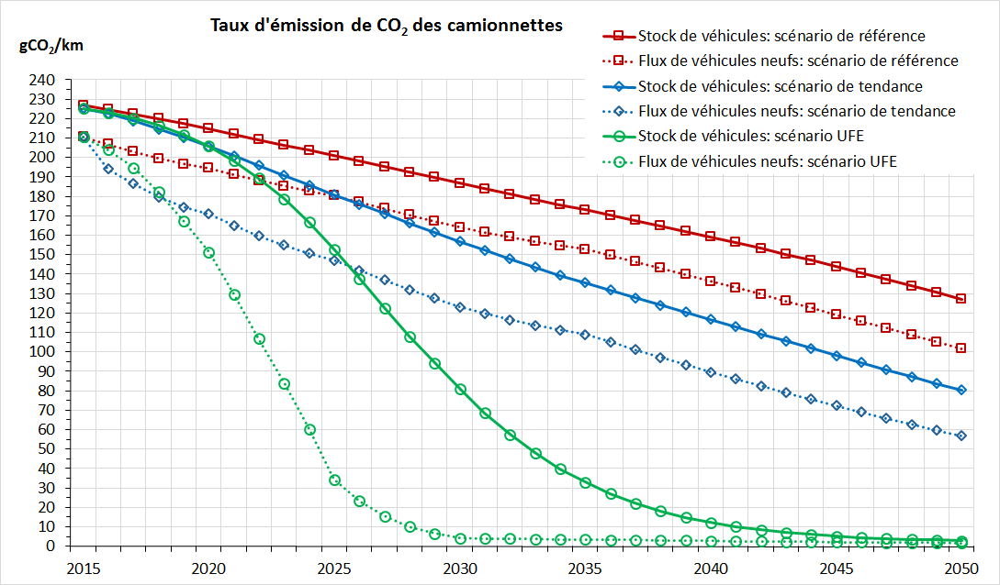 Taux d'émission de CO₂ des camionnettes
gCO₂/km
Stock de véhicules: scénario de référence
Flux de véhicules neufs: scénario de référence
Stock de véhicules: scénario de tendance
Flux de véhicules neufs: scénario de tendance
Stock de véhicules: scénario UFE
Flux de véhicules neufs: scénario UFE
240
230
220
210
200
190
180
170
160
150
140
130
120
110
100
90
80
70
60
50
40
30
20
10
0
2015 2020 2025 2030 2035 2040 2045 2050